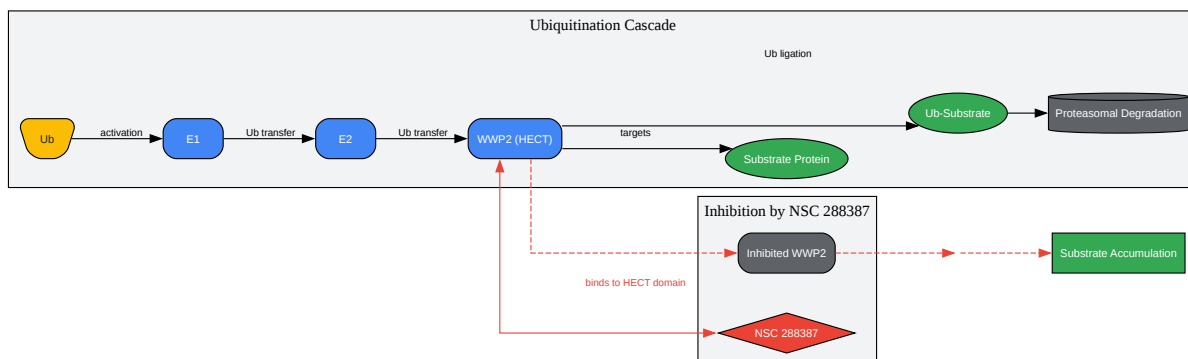 Ubiquitination Cascade
Ub ligation
Ub
activation
E1
Ub transfer
E2
Ub transfer
WWP2 (HECT)
targets
Substrate Protein
Ub-Substrate
Proteasomal Degradation
Inhibition by NSC 288387
Inhibited WWP2
Substrate Accumulation
binds to HECT domain
NSC 288387